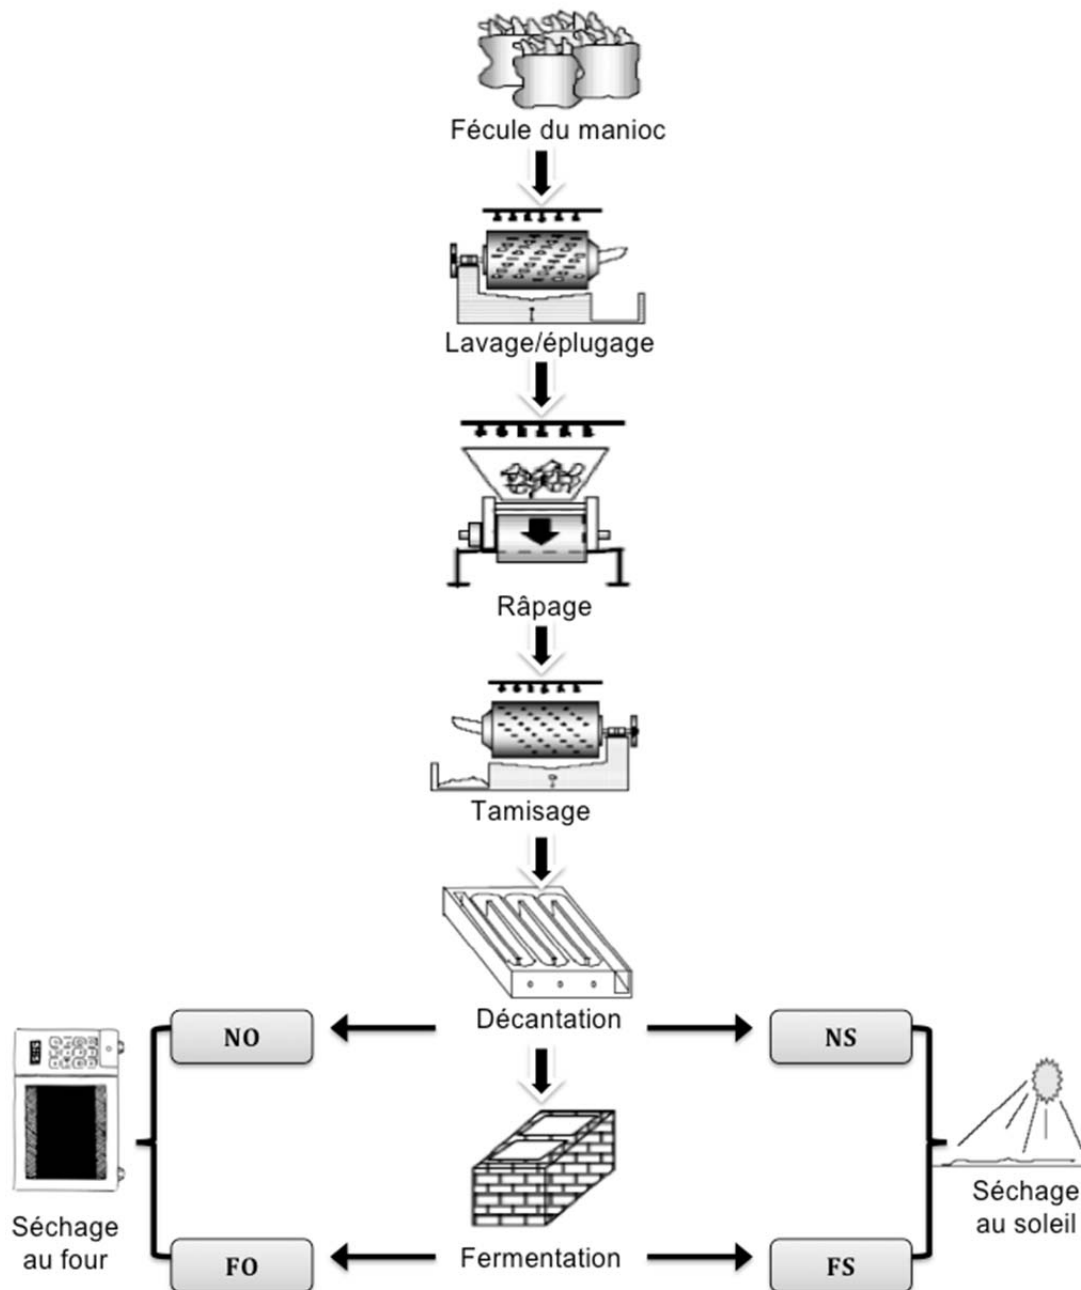 Fécule du manioc
Lavage/éplugage
Râpage
Tamisage
Décantation
NO
NS
Séchage
au four
Séchage
au soleil
Fermentation
FO
FS